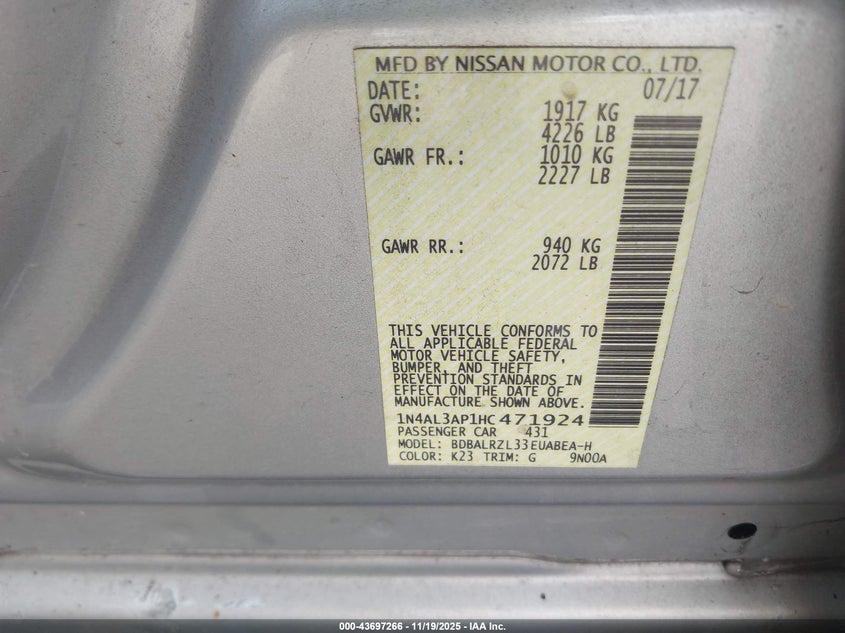 MFD BY NISSAN MOTOR CO., LTD.
DATE: 07/17
GVWR: 1917 KG
4226 LB
GAWR FR.: 1010 KG
2227 LB
GAWR RR.: 940 KG
2072 LB
THIS VEHICLE CONFORMS TO
ALL APPLICABLE FEDERAL
MOTOR VEHICLE SAFETY,
BUMPER, AND THEFT
PREVENTION STANDARDS IN
EFFECT ON THE DATE OF
MANUFACTURE SHOWN ABOVE.
1N4AL3AP1HC471924
PASSENGER CAR 431
MODEL: BDBALRZL33EUABEA-H
COLOR: K23 TRIM: G 9N00A
000-43697266 - 11/19/2025 - IAA Inc.